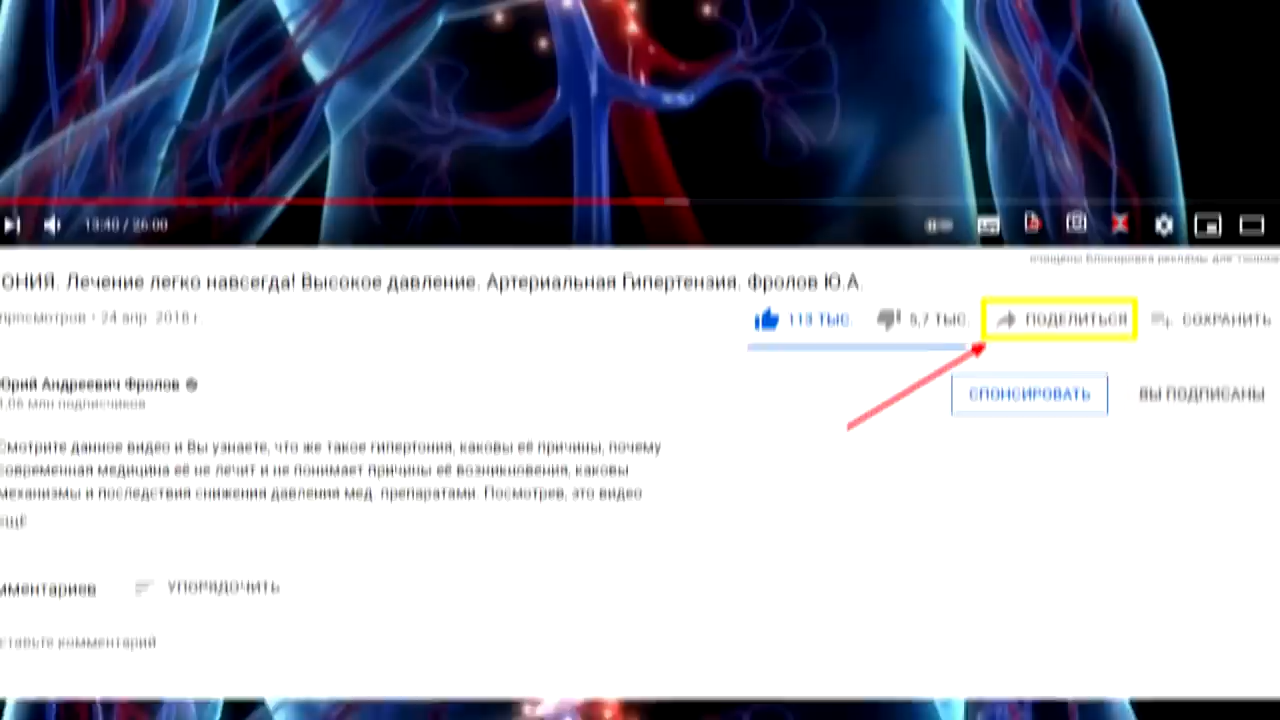 13:40 / 26:00
ОНИЯ. Лечение легко навсегда! Высокое давление. Артериальная Гипертензия. Фролов Ю.А.
просмотров • 24 апр. 2018 г.
113 ТЫС. 5,7 ТЫС. ПОДЕЛИТЬСЯ СОХРАНИТЬ
Юрий Андреевич Фролов
млн подписчиков
СПОНСИРОВАТЬ ВЫ ПОДПИСАНЫ
Смотрите данное видео и Вы узнаете, что же такое гипертония, каковы её причины, почему
современная медицина её не лечит и не понимает причины её возникновения, каковы
механизмы и последствия снижения давления мед. препаратами. Посмотрев, это видео
ЕЩЁ
мментариев УПОРЯДОЧИТЬ
ставьте комментарий